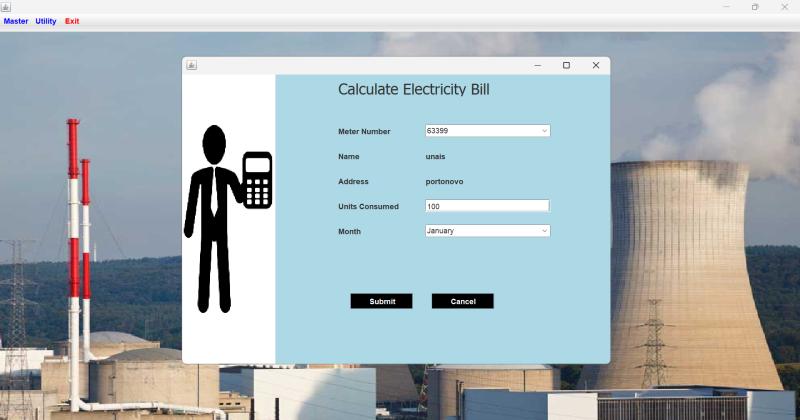 Master Utility Exit
Calculate Electricity Bill
Meter Number 63399
Name unais
Address portonovo
Units Consumed 100
Month January
Submit Cancel